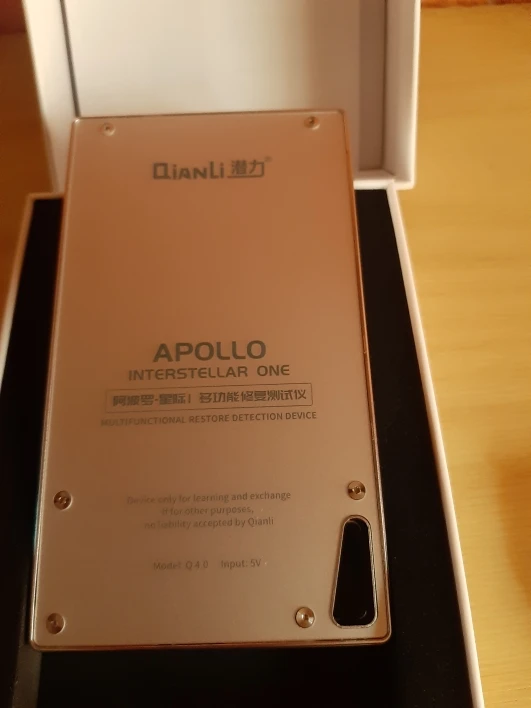 QIANLI 潜力®
APOLLO
INTERSTELLAR ONE
阿波罗·星际1 多功能修复测试仪
MULTIFUNCTIONAL RESTORE DETECTION DEVICE
Device only for learning and exchange
if for other purposes,
no liability accepted by Qianli
Model: Q4.0 Input: 5V